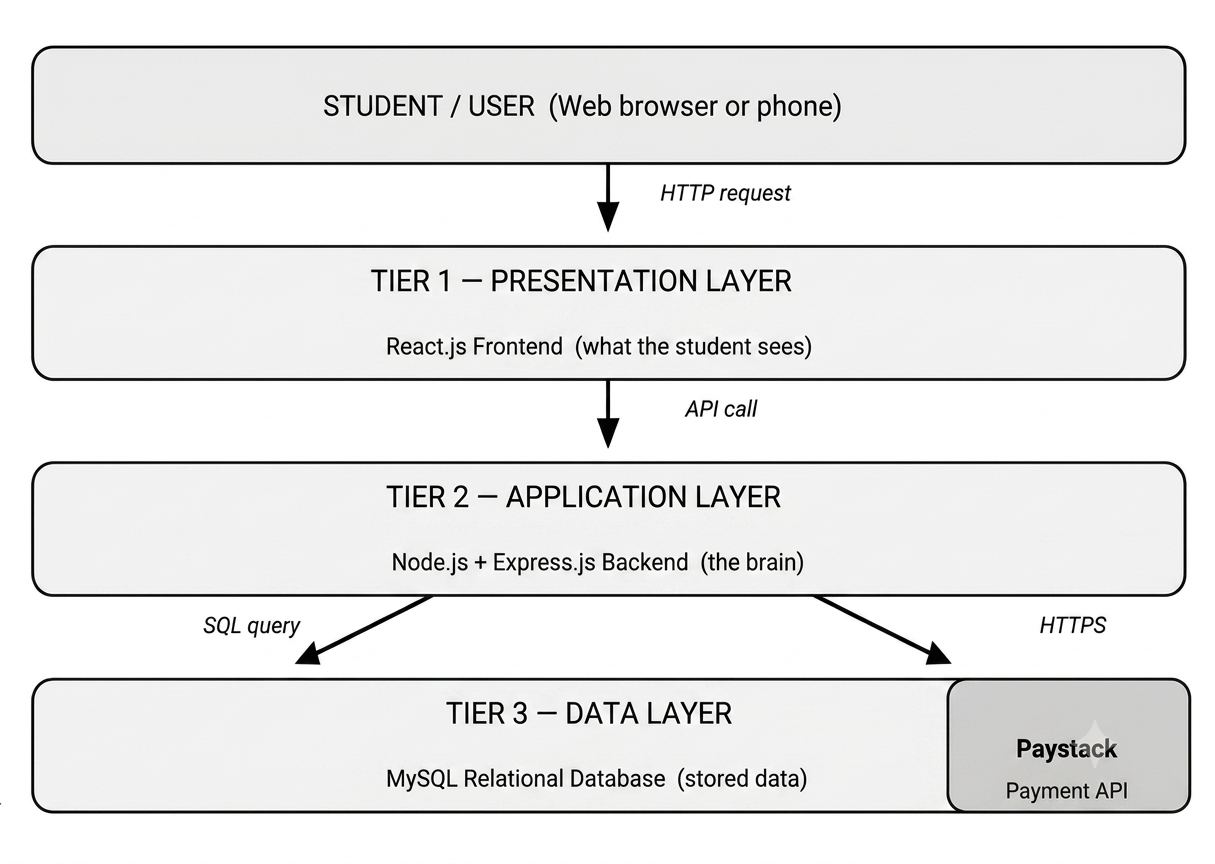 STUDENT / USER (Web browser or phone)
HTTP request
TIER 1 — PRESENTATION LAYER
React.js Frontend (what the student sees)
API call
TIER 2 — APPLICATION LAYER
Node.js + Express.js Backend (the brain)
SQL query
HTTPS
TIER 3 — DATA LAYER
MySQL Relational Database (stored data)
Paystack
Payment API